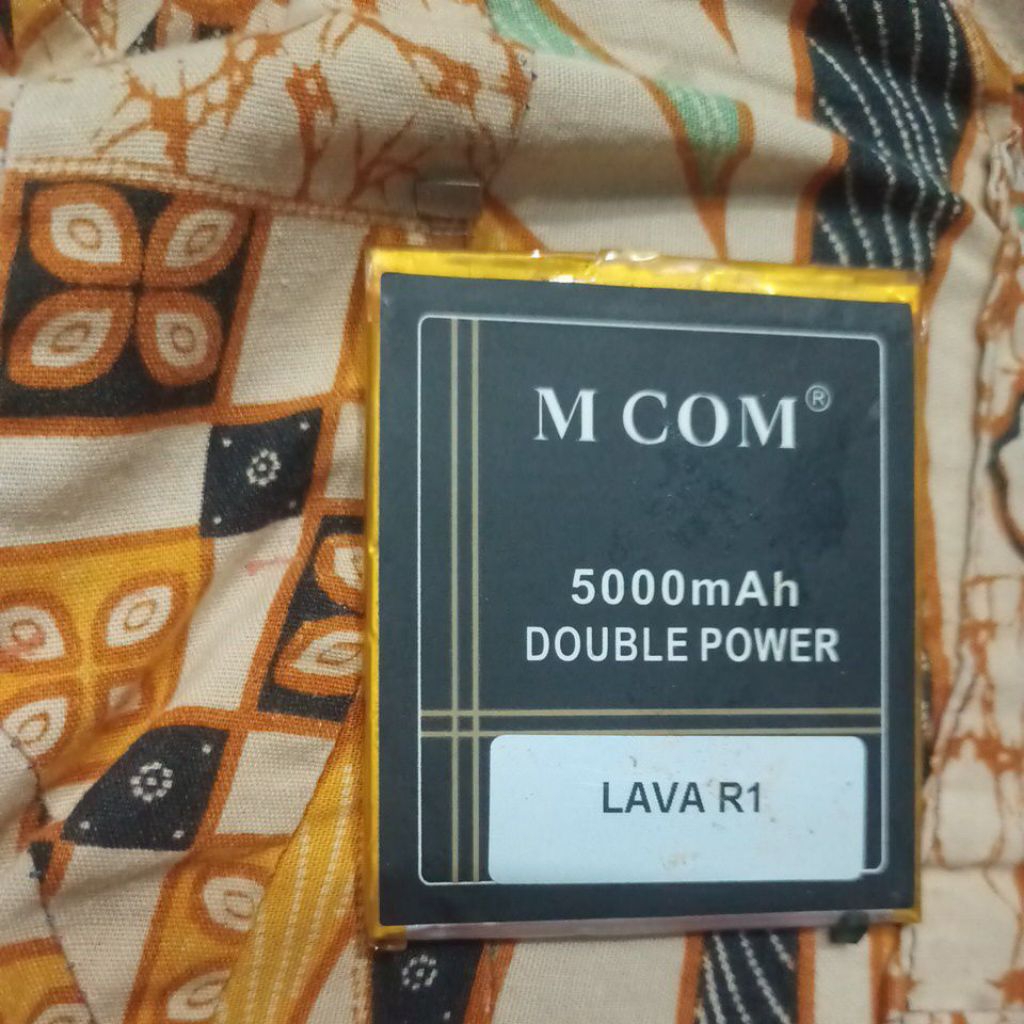 M COM®
5000mAh
DOUBLE POWER
LAVA R1